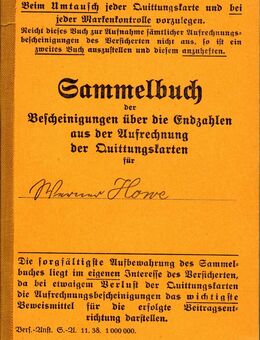 Beim Umtausch jeder Quittungskarte und bei
jeder Markenkontrolle vorzulegen.
Reicht dieses Buch zur Aufnahme sämtlicher Aufrechnungs-
bescheinigungen des Versicherten nicht aus, so ist ein
zweites Buch auszustellen und diesem anzuheften.
Sammelbuch
der
Bescheinigungen über die Endzahlen
aus der Aufrechnung
der Quittungskarten
für
Werner Howe
Die sorgfältigste Aufbewahrung des Sammel-
buches liegt im eigenen Interesse des Versicherten,
da bei etwaigem Verlust der Quittungskarten
die Aufrechnungsbescheinigungen das wichtigste
Beweismittel für die erfolgte Beitragsent-
richtung darstellen.
Vers.-Anst. S.-A. 11. 38. 1 000 000.